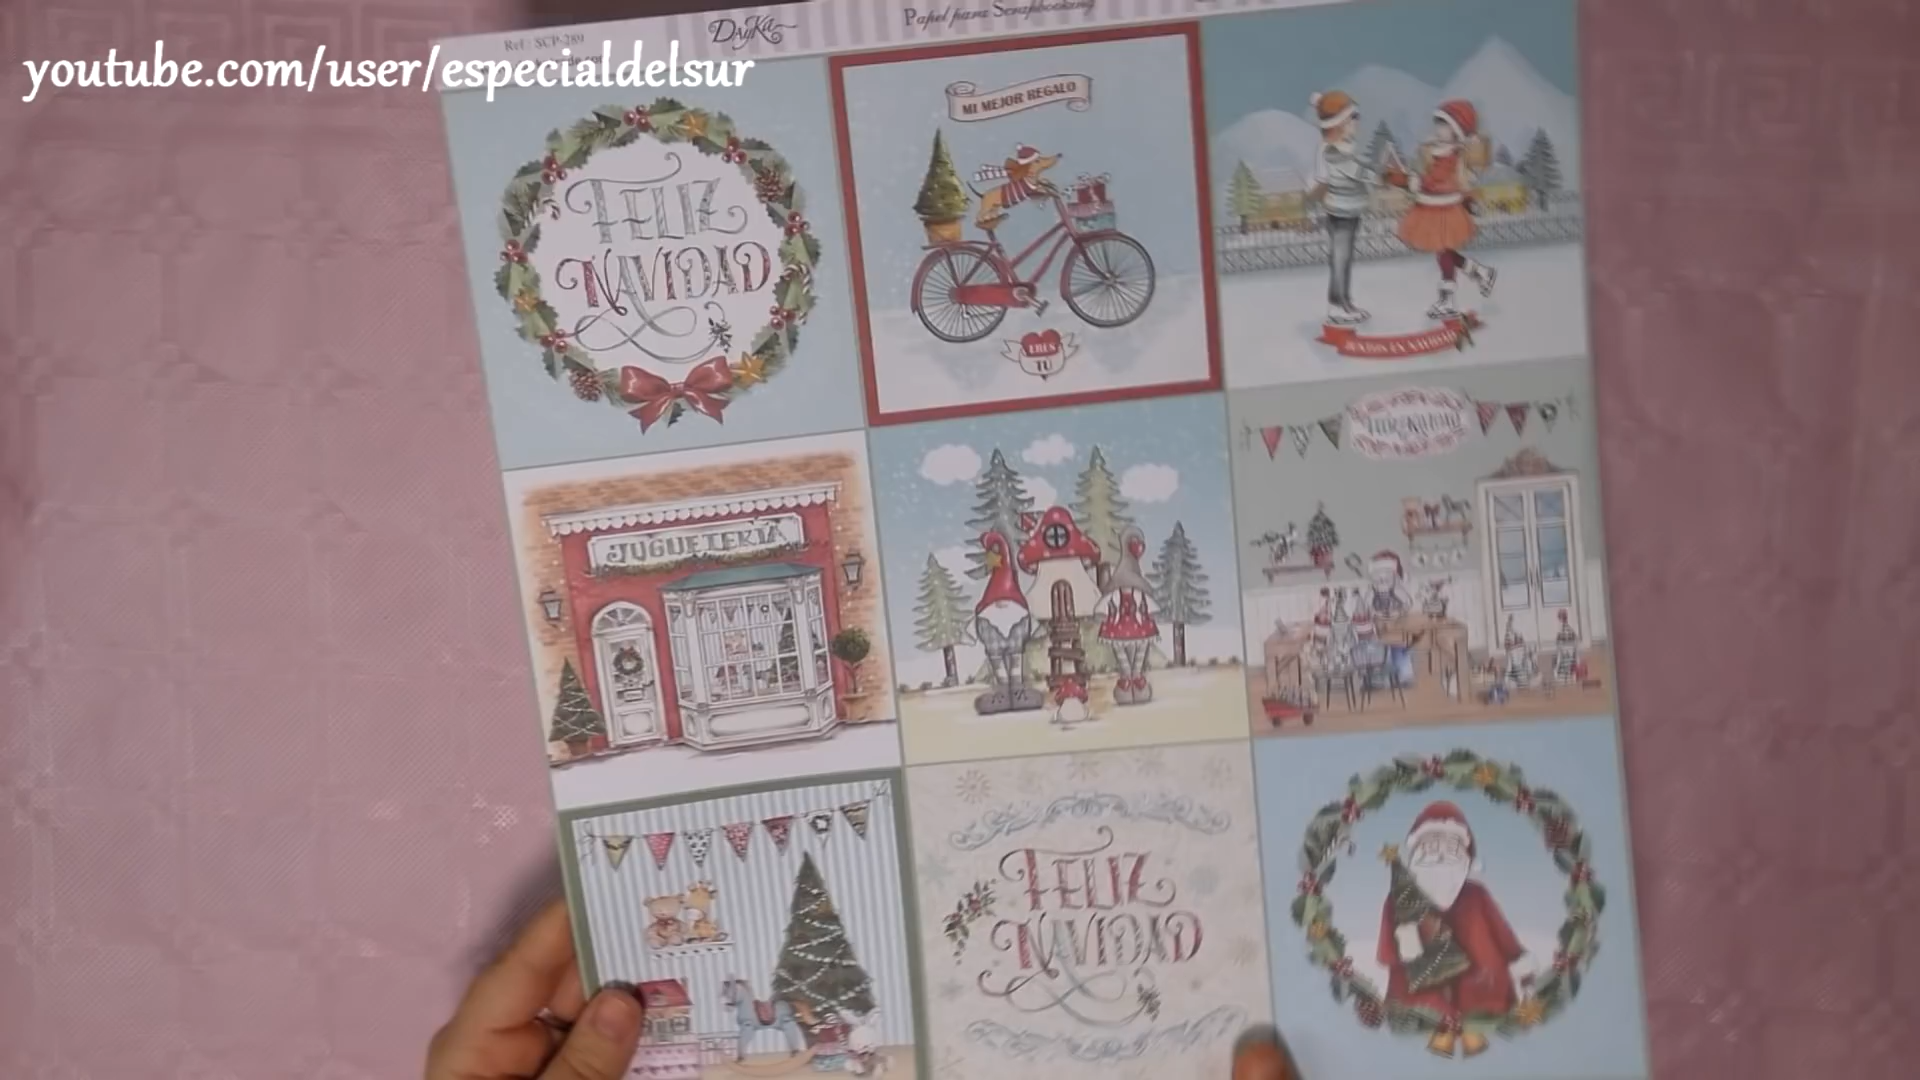 DayKa
Papel para Scrapbooking
Ref.: SCP-289
youtube.com/user/especialdelsur
MI MEJOR REGALO
FELIZ
NAVIDAD
ERES
TU
JUNTOS EN NAVIDAD
JUGUETERÍA
FELIZ
NAVIDAD